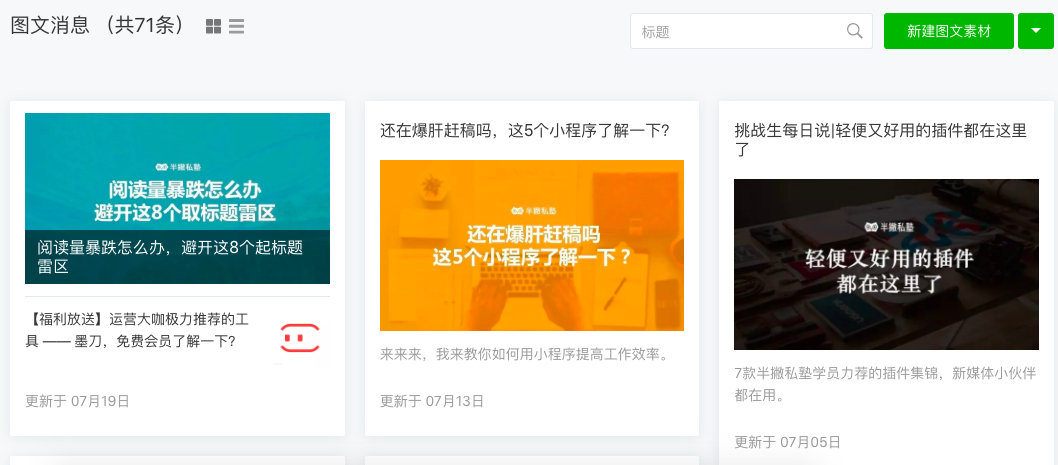 图文消息 （共71条）
标题
新建图文素材
半撇私塾
阅读量暴跌怎么办
避开这8个取标题雷区
阅读量暴跌怎么办，避开这8个起标题
雷区
【福利放送】运营大咖极力推荐的工
具 —— 墨刀，免费会员了解一下?
更新于 07月19日
还在爆肝赶稿吗，这5个小程序了解一下?
半撇私塾
还在爆肝赶稿吗
这5个小程序了解一下？
来来来，我来教你如何用小程序提高工作效率。
更新于 07月13日
挑战生每日说|轻便又好用的插件都在这里
了
半撇私塾
轻便又好用的插件
都在这里了
7款半撇私塾学员力荐的插件集锦，新媒体小伙伴
都在用。
更新于 07月05日